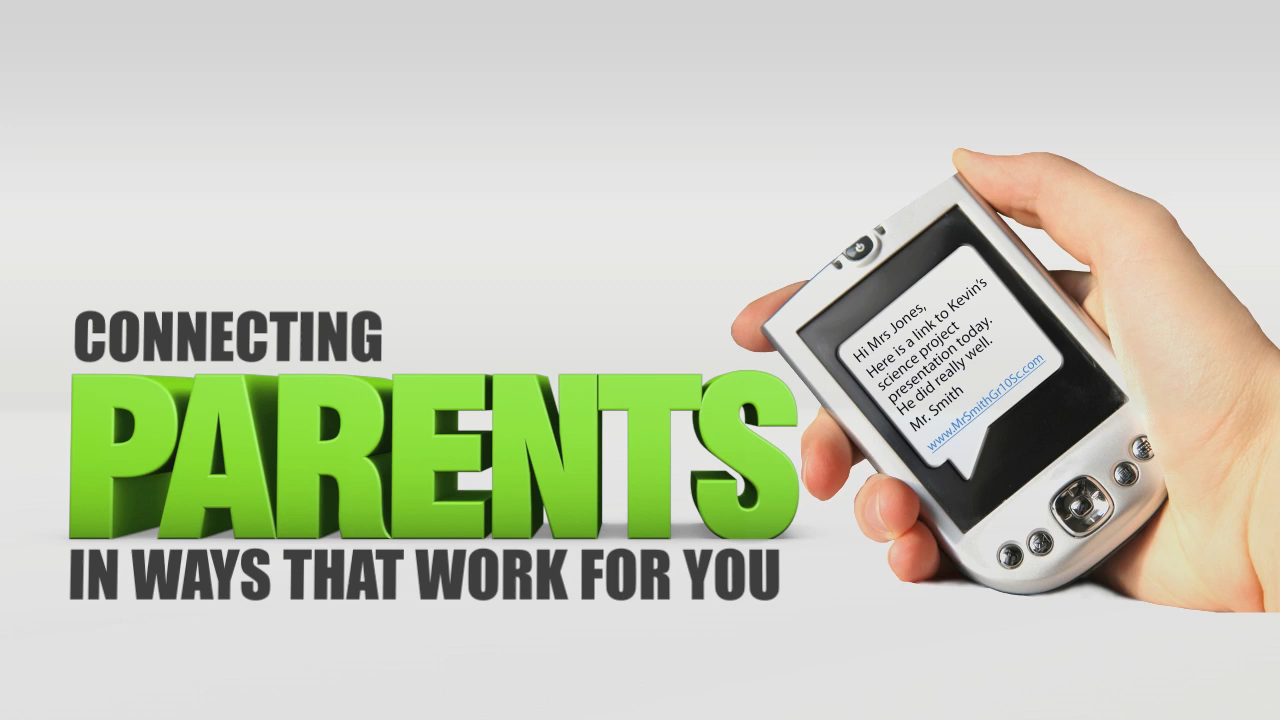 CONNECTING
PARENTS
IN WAYS THAT WORK FOR YOU
Hi Mrs Jones,
Here is a link to Kevin's
science project
presentation today.
He did really well.
Mr. Smith
www.MrSmithGr10Sc.com